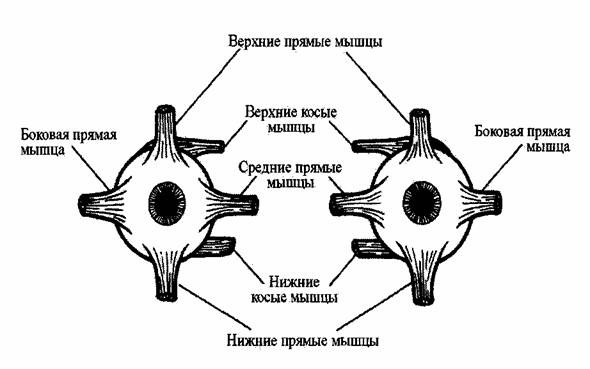 Верхние прямые мышцы
Верхние косые
мышцы
Боковая прямая
мышца
Боковая прямая
мышца
Средние прямые
мышцы
Нижние
косые мышцы
Нижние прямые мышцы